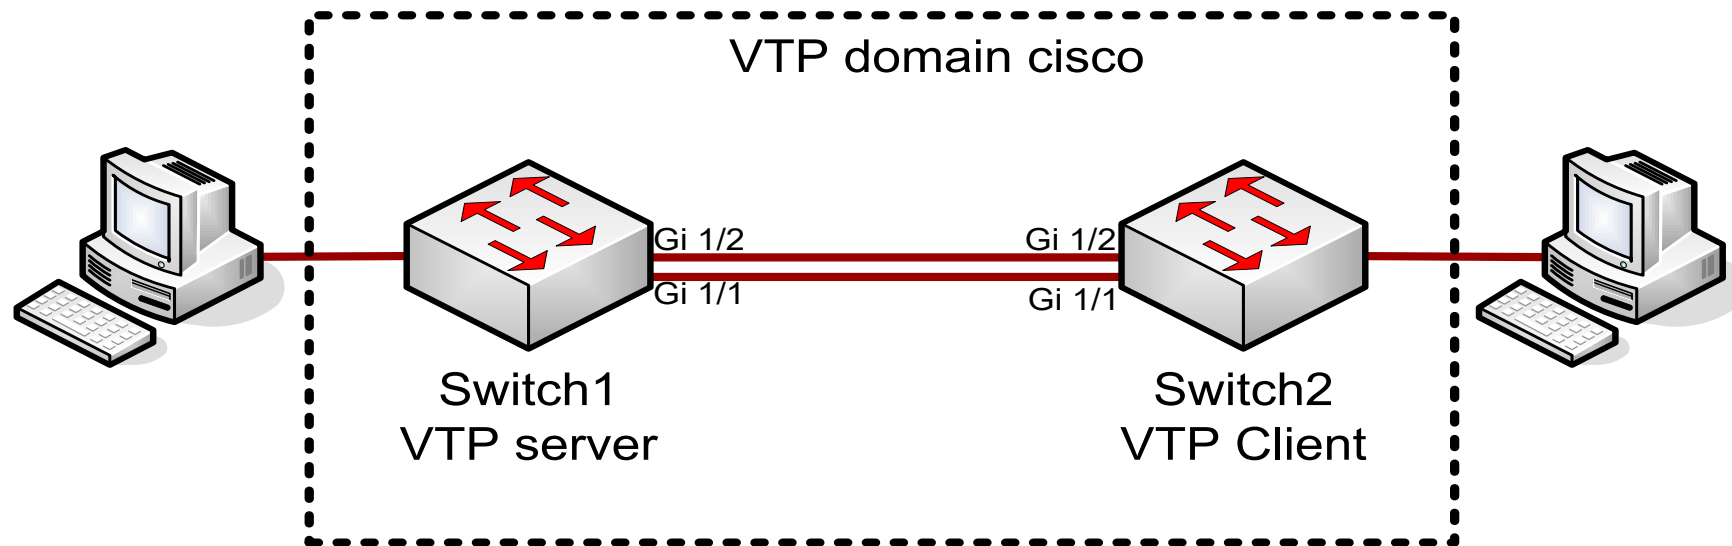 VTP domain cisco
Gi 1/2
Gi 1/2
Gi 1/1
Gi 1/1
Switch1
VTP server
Switch2
VTP Client